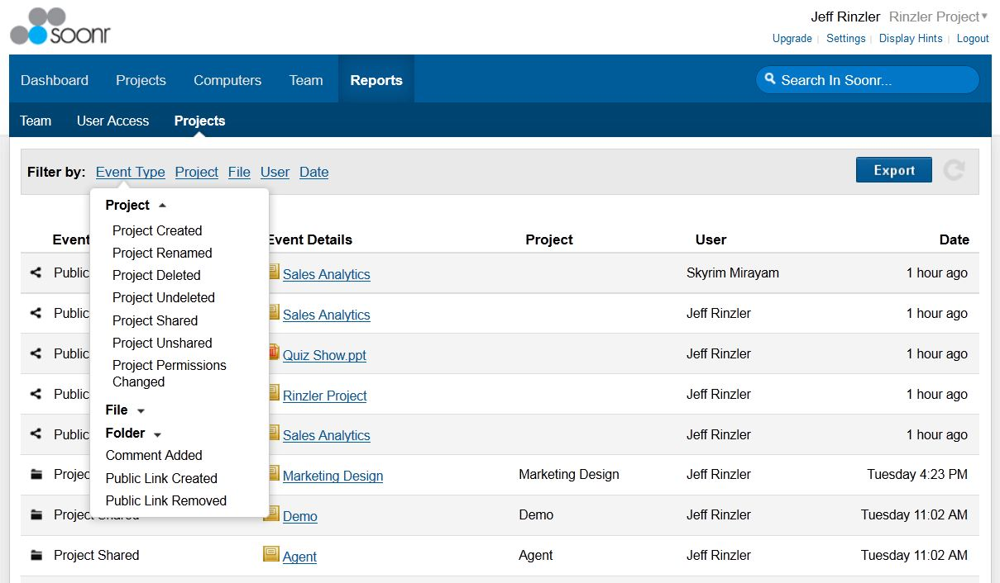 soonr
Jeff Rinzler Rinzler Project
Upgrade Settings Display Hints Logout
Dashboard Projects Computers Team Reports
Search In Soonr...
Team User Access Projects
Filter by: Event Type Project File User Date
Export
Project
Project Created
Project Renamed
Project Deleted
Project Undeleted
Project Shared
Project Unshared
Project Permissions
Changed
File
Folder
Comment Added
Public Link Created
Public Link Removed
Event Event Details Project User Date
Public Sales Analytics Skyrim Mirayam 1 hour ago
Public Sales Analytics Jeff Rinzler 1 hour ago
Public Quiz Show.ppt Jeff Rinzler 1 hour ago
Public Rinzler Project Jeff Rinzler 1 hour ago
Public Sales Analytics Jeff Rinzler 1 hour ago
Projec Marketing Design Marketing Design Jeff Rinzler Tuesday 4:23 PM
Project Shared Demo Demo Jeff Rinzler Tuesday 11:02 AM
Project Shared Agent Agent Jeff Rinzler Tuesday 11:02 AM